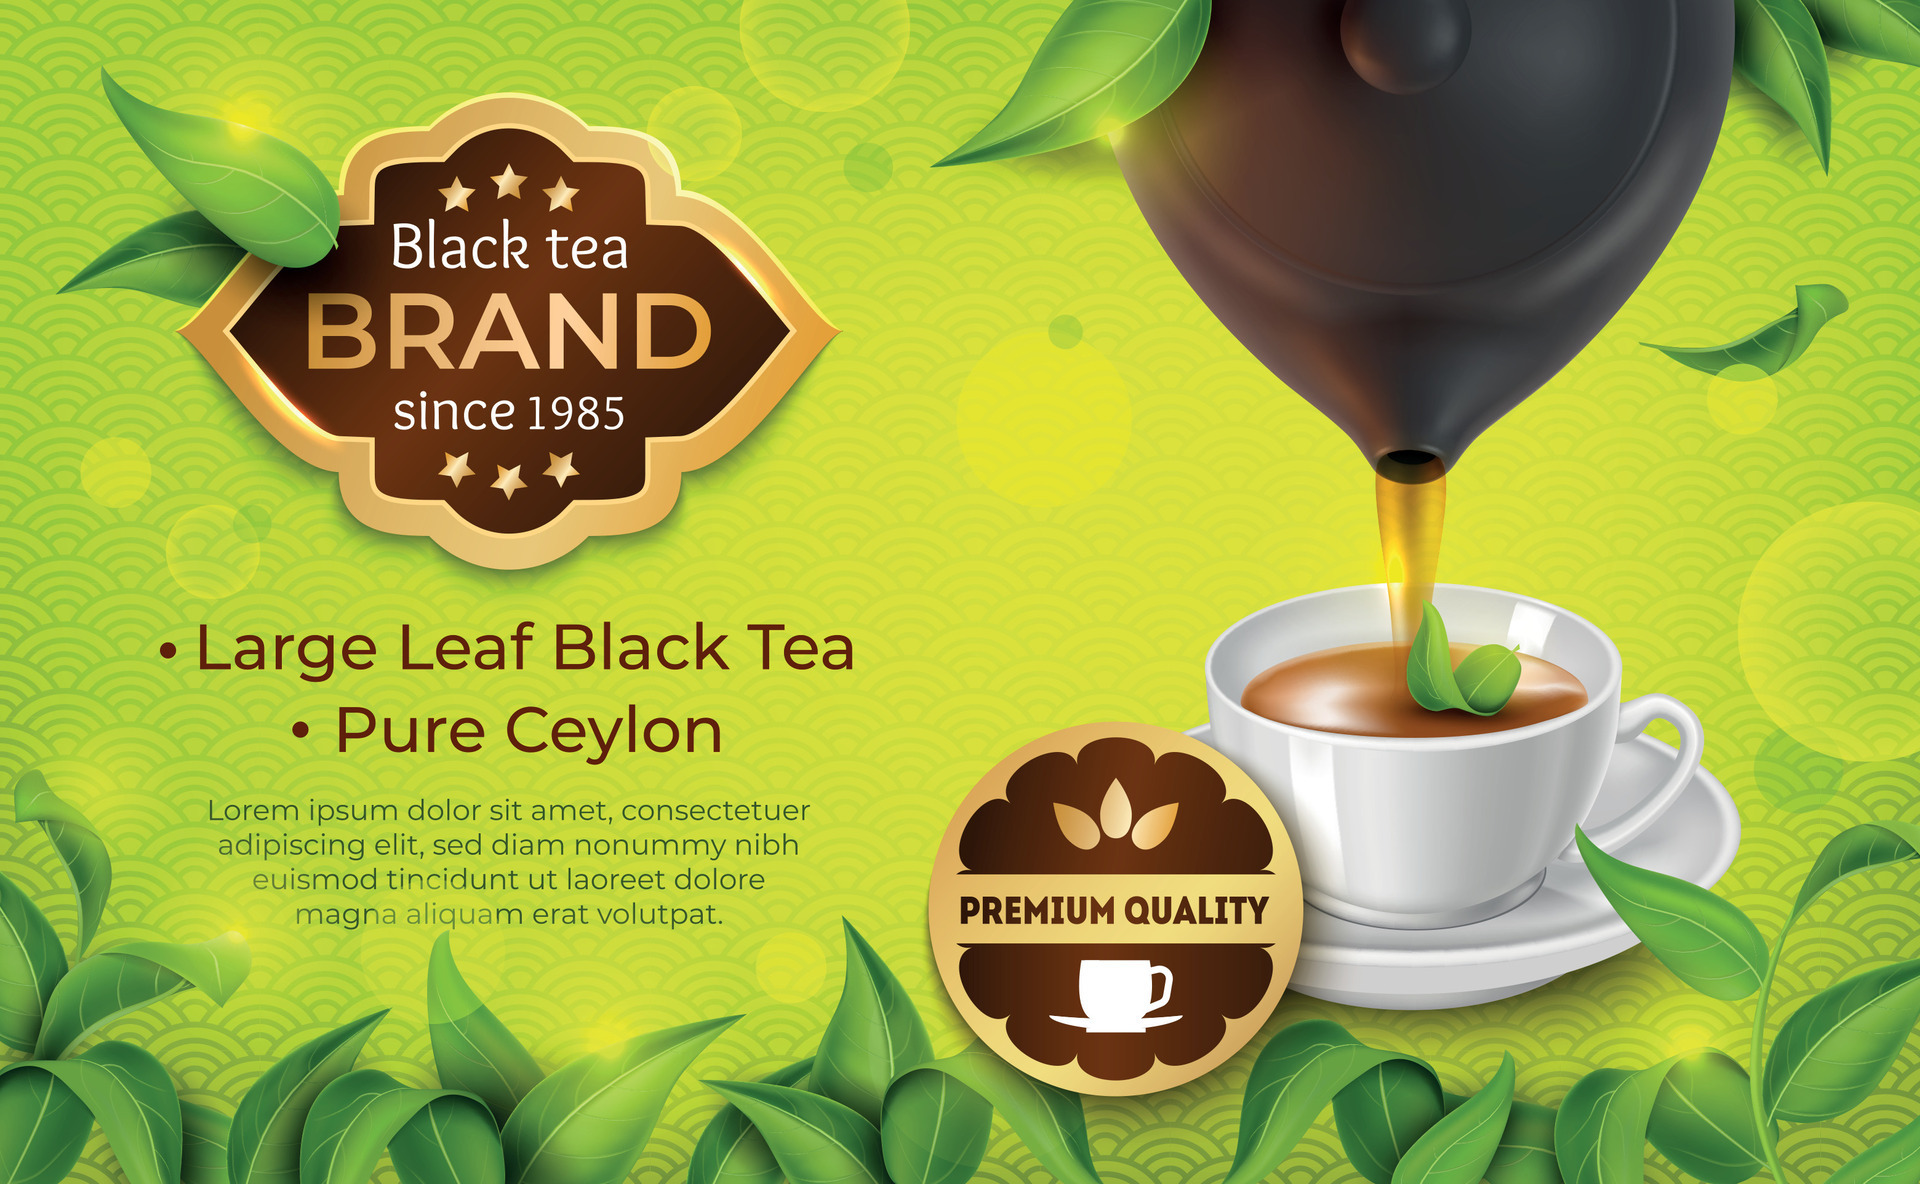 Black tea
BRAND
since 1985
• Large Leaf Black Tea
• Pure Ceylon
Lorem ipsum dolor sit amet, consectetuer
adipiscing elit, sed diam nonummy nibh
euismod tincidunt ut laoreet dolore
magna aliquam erat volutpat.
PREMIUM QUALITY